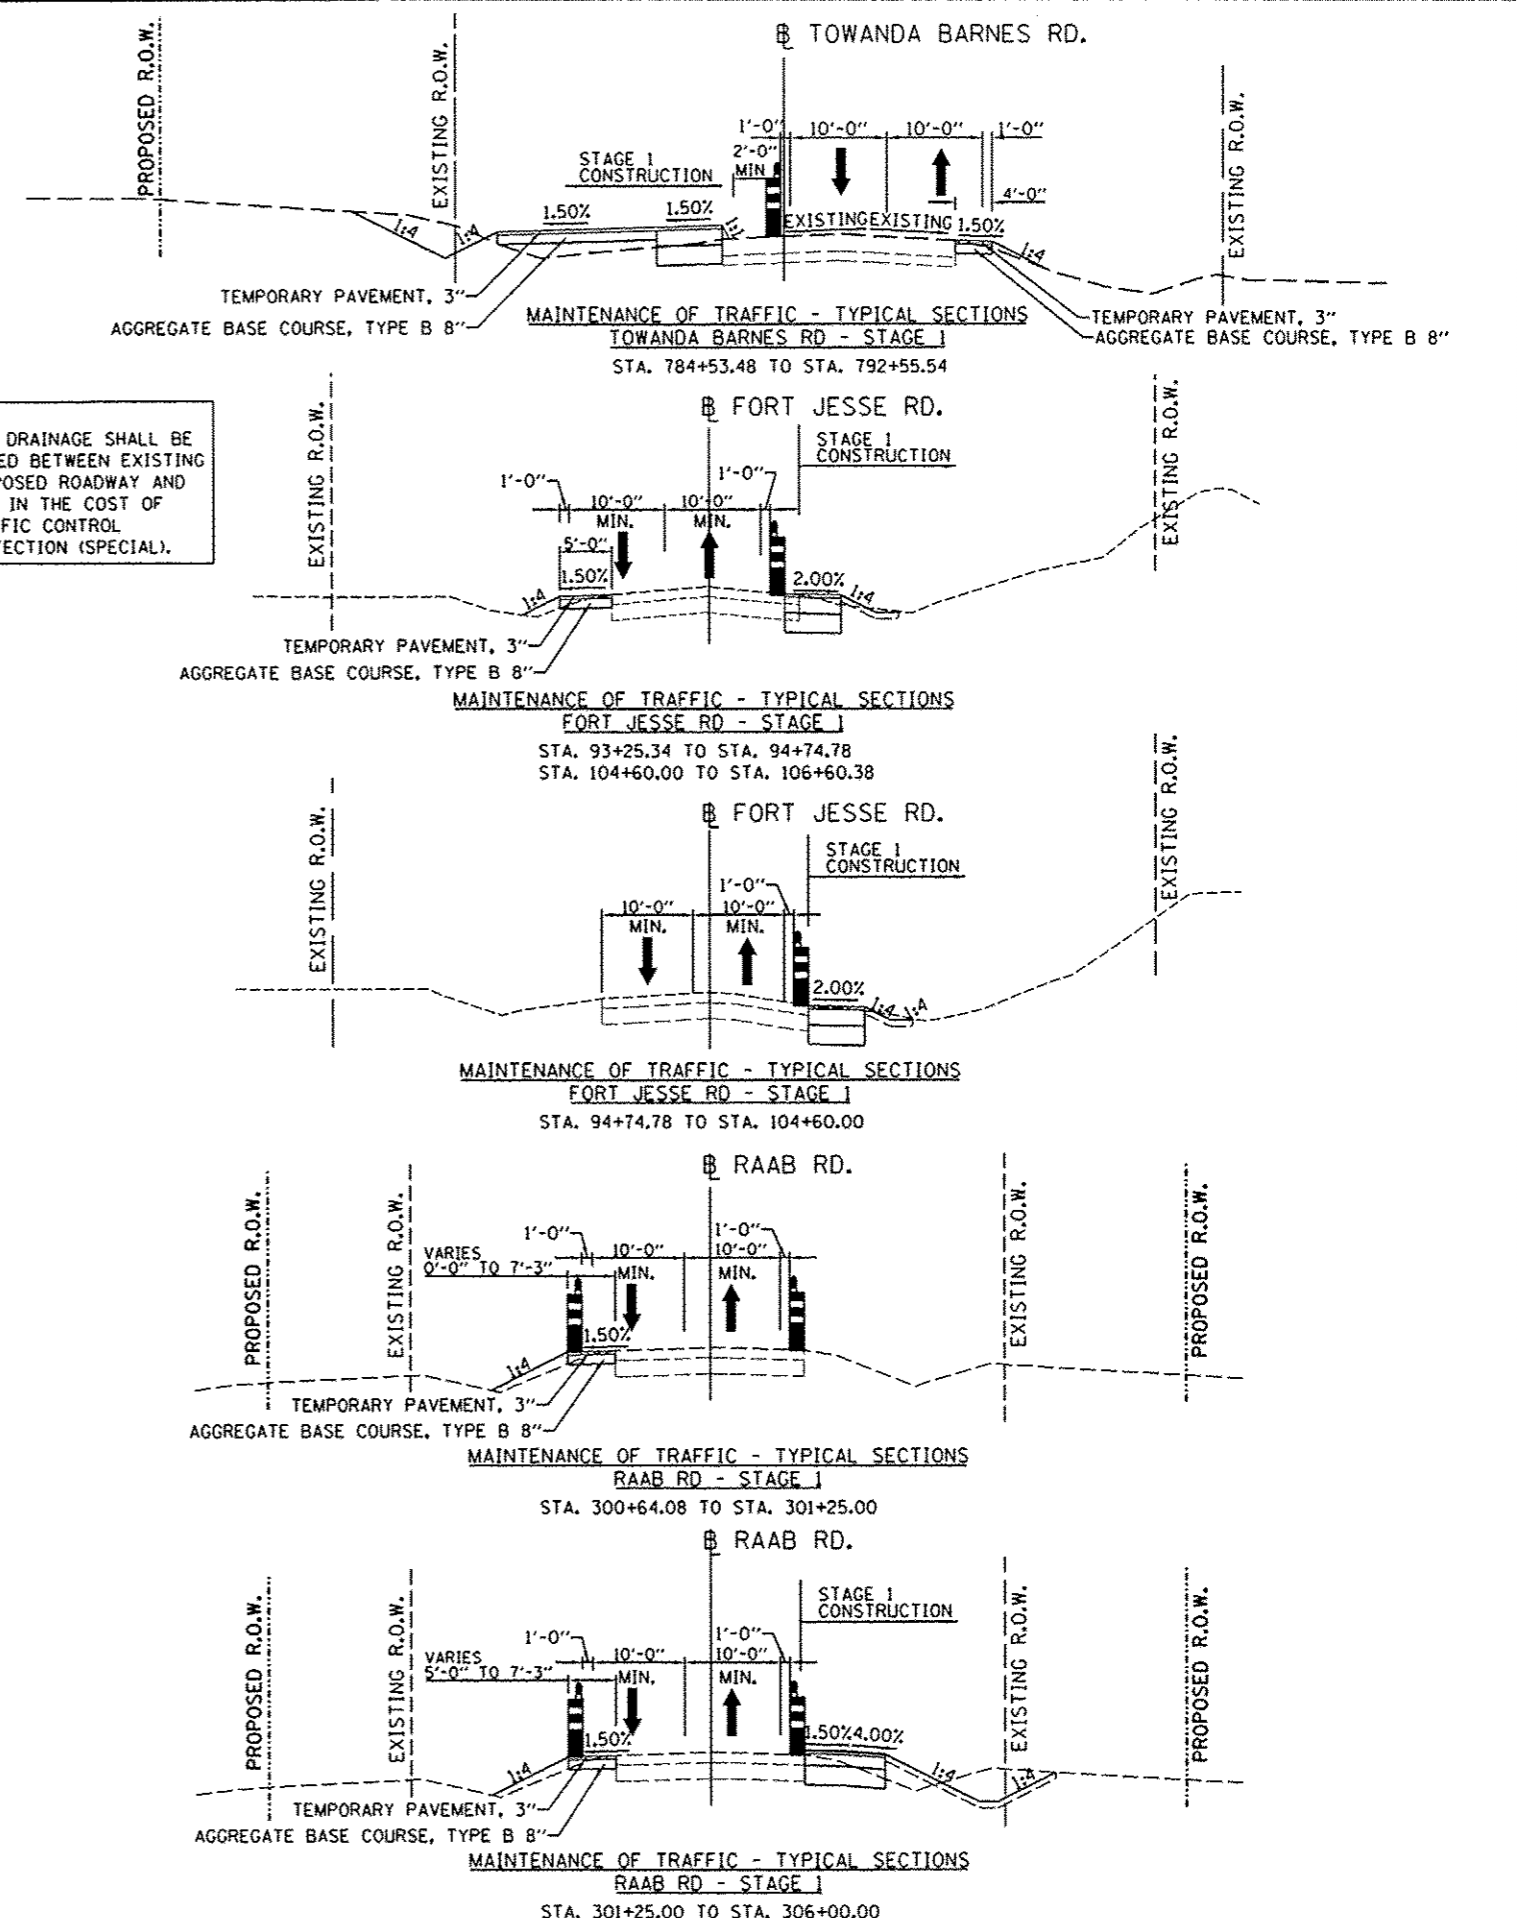 ℄ TOWANDA BARNES RD.
PROPOSED R.O.W.
EXISTING R.O.W.
EXISTING R.O.W.
1'-0" 10'-0" 10'-0" 1'-0"
2'-0"
MIN
STAGE 1
CONSTRUCTION
4'-0"
1.50% 1.50% 1:1 EXISTING EXISTING 1.50%
1:4 1:4 1:4
TEMPORARY PAVEMENT, 3"
AGGREGATE BASE COURSE, TYPE B 8"
TEMPORARY PAVEMENT, 3"
AGGREGATE BASE COURSE, TYPE B 8"
MAINTENANCE OF TRAFFIC - TYPICAL SECTIONS
TOWANDA BARNES RD - STAGE 1
STA. 784+53.48 TO STA. 792+55.54
DRAINAGE SHALL BE
ED BETWEEN EXISTING
POSED ROADWAY AND
IN THE COST OF
FIC CONTROL
TECTION (SPECIAL).
℄ FORT JESSE RD.
EXISTING R.O.W.
EXISTING R.O.W.
STAGE 1
CONSTRUCTION
1'-0" 1'-0"
10'-0" 10'-0"
MIN. MIN.
5'-0"
1.50% 2.00%
1:4 1:4
TEMPORARY PAVEMENT, 3"
AGGREGATE BASE COURSE, TYPE B 8"
MAINTENANCE OF TRAFFIC - TYPICAL SECTIONS
FORT JESSE RD - STAGE 1
STA. 93+25.34 TO STA. 94+74.78
STA. 104+60.00 TO STA. 106+60.38
℄ FORT JESSE RD.
EXISTING R.O.W.
EXISTING R.O.W.
STAGE 1
CONSTRUCTION
1'-0"
10'-0" 10'-0"
MIN. MIN.
2.00%
1:4 1:4
MAINTENANCE OF TRAFFIC - TYPICAL SECTIONS
FORT JESSE RD - STAGE 1
STA. 94+74.78 TO STA. 104+60.00
℄ RAAB RD.
PROPOSED R.O.W.
EXISTING R.O.W.
EXISTING R.O.W.
PROPOSED R.O.W.
1'-0" 1'-0"
VARIES 10'-0" 10'-0"
0'-0" TO 7'-3" MIN. MIN.
1.50%
1:4
TEMPORARY PAVEMENT, 3"
AGGREGATE BASE COURSE, TYPE B 8"
MAINTENANCE OF TRAFFIC - TYPICAL SECTIONS
RAAB RD - STAGE 1
STA. 300+64.08 TO STA. 301+25.00
℄ RAAB RD.
PROPOSED R.O.W.
EXISTING R.O.W.
EXISTING R.O.W.
PROPOSED R.O.W.
STAGE 1
CONSTRUCTION
1'-0" 1'-0"
VARIES 10'-0" 10'-0"
5'-0" TO 7'-3" MIN. MIN.
1.50% 1.50% 4.00%
1:4 1:4 1:4
TEMPORARY PAVEMENT, 3"
AGGREGATE BASE COURSE, TYPE B 8"
MAINTENANCE OF TRAFFIC - TYPICAL SECTIONS
RAAB RD - STAGE 1
STA. 301+25.00 TO STA. 306+00.00